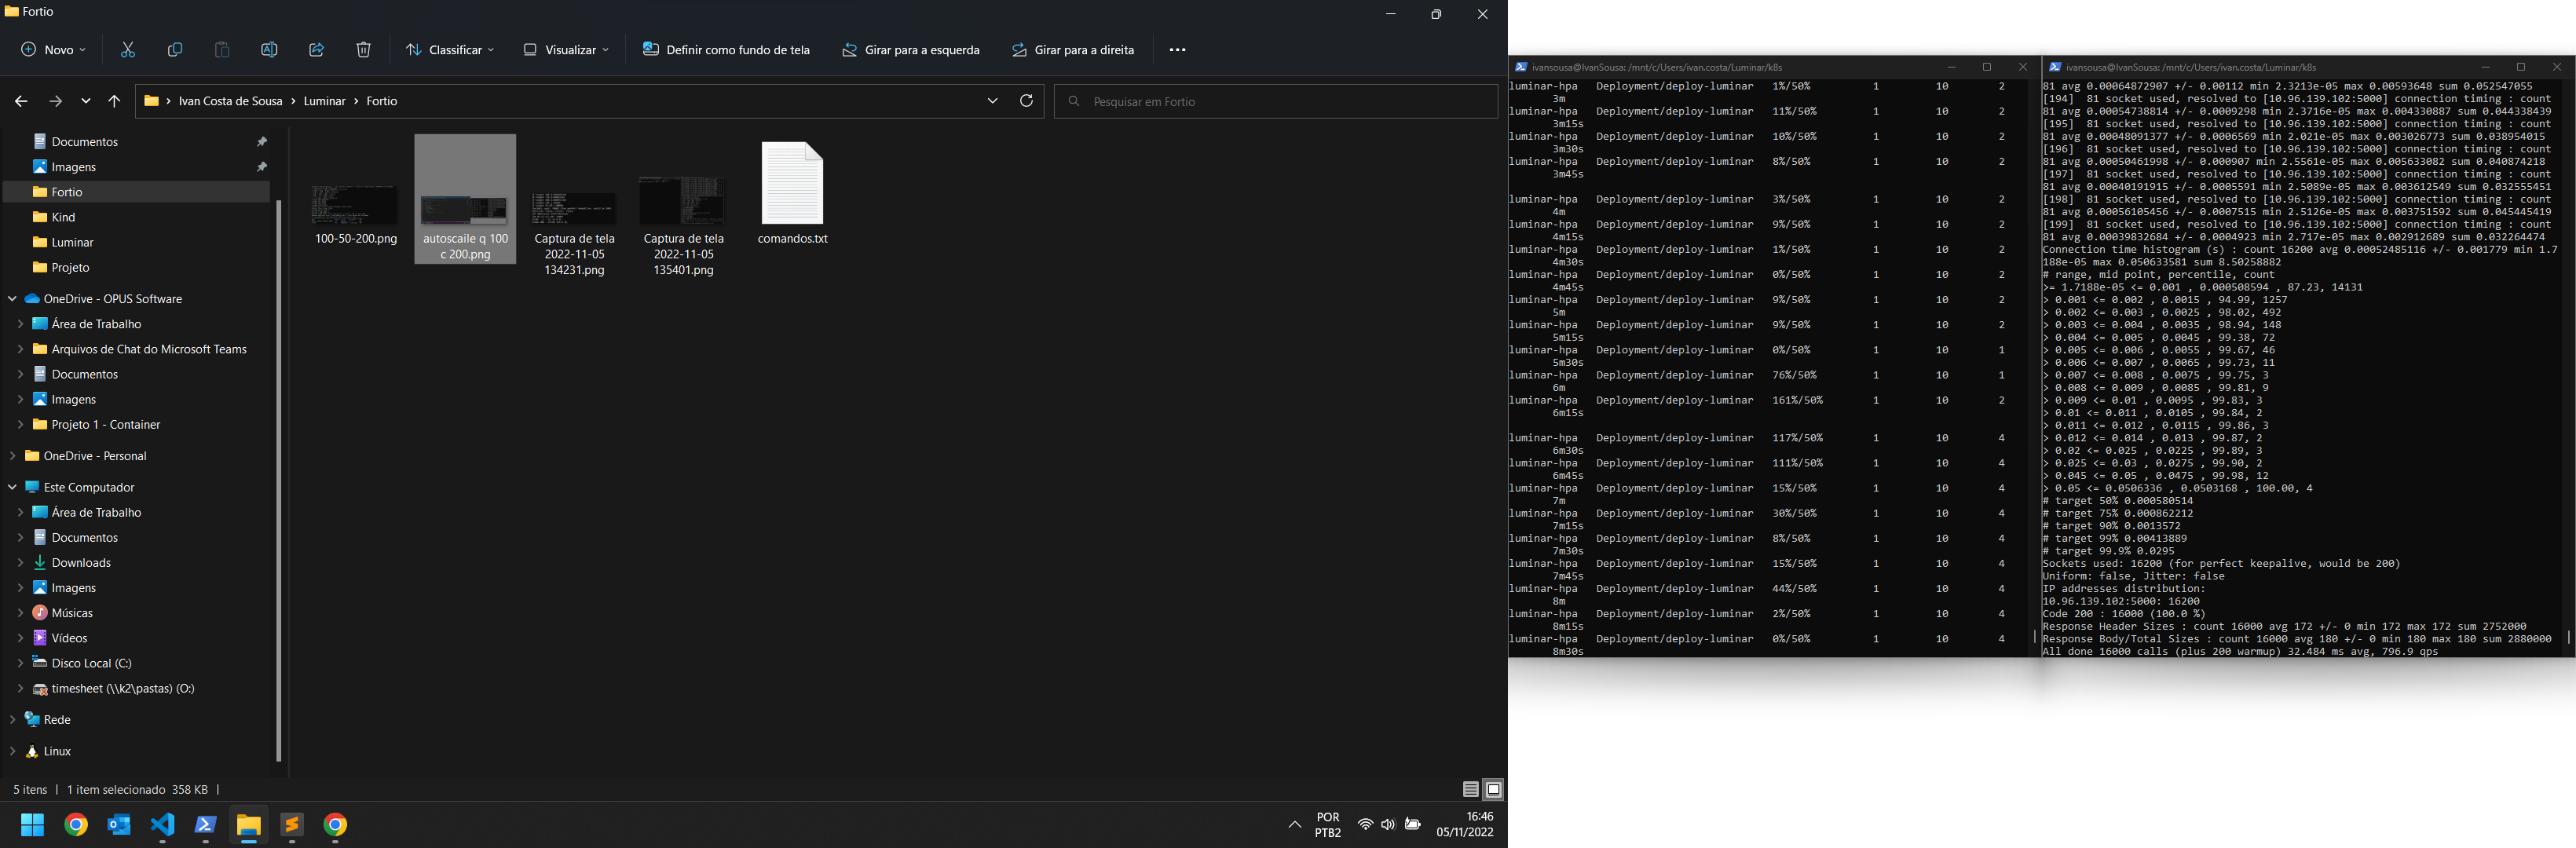 Fortio
Novo
Classificar
Visualizar
Definir como fundo de tela
Girar para a esquerda
Girar para a direita
Ivan Costa de Sousa > Luminar > Fortio
Pesquisar em Fortio
Documentos
Imagens
Fortio
Kind
Luminar
Projeto
OneDrive - OPUS Software
Área de Trabalho
Arquivos de Chat do Microsoft Teams
Documentos
Imagens
Projeto 1 - Container
OneDrive - Personal
Este Computador
Área de Trabalho
Documentos
Downloads
Imagens
Músicas
Vídeos
Disco Local (C:)
timesheet (\\k2\pastas) (O:)
Rede
Linux
100-50-200.png
autoscaile q 100
c 200.png
Captura de tela
2022-11-05
134231.png
Captura de tela
2022-11-05
135401.png
comandos.txt
5 itens | 1 item selecionado 358 KB |
POR
PTB2
16:46
05/11/2022
ivansousa@IvanSousa: /mnt/c/Users/ivan.costa/Luminar/k8s
luminar-hpa Deployment/deploy-luminar 1%/50% 1 10 2
3m
luminar-hpa Deployment/deploy-luminar 11%/50% 1 10 2
3m15s
luminar-hpa Deployment/deploy-luminar 10%/50% 1 10 2
3m30s
luminar-hpa Deployment/deploy-luminar 8%/50% 1 10 2
3m45s
luminar-hpa Deployment/deploy-luminar 3%/50% 1 10 2
4m
luminar-hpa Deployment/deploy-luminar 9%/50% 1 10 2
4m15s
luminar-hpa Deployment/deploy-luminar 1%/50% 1 10 2
4m30s
luminar-hpa Deployment/deploy-luminar 0%/50% 1 10 2
4m45s
luminar-hpa Deployment/deploy-luminar 9%/50% 1 10 2
5m
luminar-hpa Deployment/deploy-luminar 9%/50% 1 10 2
5m15s
luminar-hpa Deployment/deploy-luminar 0%/50% 1 10 1
5m30s
luminar-hpa Deployment/deploy-luminar 76%/50% 1 10 1
6m
luminar-hpa Deployment/deploy-luminar 161%/50% 1 10 2
6m15s
luminar-hpa Deployment/deploy-luminar 117%/50% 1 10 4
6m30s
luminar-hpa Deployment/deploy-luminar 111%/50% 1 10 4
6m45s
luminar-hpa Deployment/deploy-luminar 15%/50% 1 10 4
7m
luminar-hpa Deployment/deploy-luminar 30%/50% 1 10 4
7m15s
luminar-hpa Deployment/deploy-luminar 8%/50% 1 10 4
7m30s
luminar-hpa Deployment/deploy-luminar 15%/50% 1 10 4
7m45s
luminar-hpa Deployment/deploy-luminar 44%/50% 1 10 4
8m
luminar-hpa Deployment/deploy-luminar 2%/50% 1 10 4
8m15s
luminar-hpa Deployment/deploy-luminar 0%/50% 1 10 4
8m30s
ivansousa@IvanSousa: /mnt/c/Users/ivan.costa/Luminar/k8s
81 avg 0.00064872907 +/- 0.00112 min 2.3213e-05 max 0.00593648 sum 0.052547055
[194] 81 socket used, resolved to [10.96.139.102:5000] connection timing : count
81 avg 0.00054738814 +/- 0.0009298 min 2.3716e-05 max 0.004330887 sum 0.044338439
[195] 81 socket used, resolved to [10.96.139.102:5000] connection timing : count
81 avg 0.00048091377 +/- 0.0006569 min 2.021e-05 max 0.003026773 sum 0.038954015
[196] 81 socket used, resolved to [10.96.139.102:5000] connection timing : count
81 avg 0.00050461998 +/- 0.000907 min 2.5561e-05 max 0.005633082 sum 0.040874218
[197] 81 socket used, resolved to [10.96.139.102:5000] connection timing : count
81 avg 0.00040191915 +/- 0.0005591 min 2.5089e-05 max 0.003612549 sum 0.032555451
[198] 81 socket used, resolved to [10.96.139.102:5000] connection timing : count
81 avg 0.00056105456 +/- 0.0007515 min 2.5126e-05 max 0.003751592 sum 0.045445419
[199] 81 socket used, resolved to [10.96.139.102:5000] connection timing : count
81 avg 0.00039832684 +/- 0.0004923 min 2.717e-05 max 0.002912689 sum 0.032264474
Connection time histogram (s) : count 16200 avg 0.00052485116 +/- 0.001779 min 1.7
188e-05 max 0.050633581 sum 8.50258882
# range, mid point, percentile, count
>= 1.7188e-05 <= 0.001 , 0.000508594 , 87.23, 14131
> 0.001 <= 0.002 , 0.0015 , 94.99, 1257
> 0.002 <= 0.003 , 0.0025 , 98.02, 492
> 0.003 <= 0.004 , 0.0035 , 98.94, 148
> 0.004 <= 0.005 , 0.0045 , 99.38, 72
> 0.005 <= 0.006 , 0.0055 , 99.67, 46
> 0.006 <= 0.007 , 0.0065 , 99.73, 11
> 0.007 <= 0.008 , 0.0075 , 99.75, 3
> 0.008 <= 0.009 , 0.0085 , 99.81, 9
> 0.009 <= 0.01 , 0.0095 , 99.83, 3
> 0.01 <= 0.011 , 0.0105 , 99.84, 2
> 0.011 <= 0.012 , 0.0115 , 99.86, 3
> 0.012 <= 0.014 , 0.013 , 99.87, 2
> 0.02 <= 0.025 , 0.0225 , 99.89, 3
> 0.025 <= 0.03 , 0.0275 , 99.90, 2
> 0.045 <= 0.05 , 0.0475 , 99.98, 12
> 0.05 <= 0.0506336 , 0.0503168 , 100.00, 4
# target 50% 0.000580514
# target 75% 0.000862212
# target 90% 0.0013572
# target 99% 0.00413889
# target 99.9% 0.0295
Sockets used: 16200 (for perfect keepalive, would be 200)
Uniform: false, Jitter: false
IP addresses distribution:
10.96.139.102:5000: 16200
Code 200 : 16000 (100.0 %)
Response Header Sizes : count 16000 avg 172 +/- 0 min 172 max 172 sum 2752000
Response Body/Total Sizes : count 16000 avg 180 +/- 0 min 180 max 180 sum 2880000
All done 16000 calls (plus 200 warmup) 32.484 ms avg, 796.9 qps